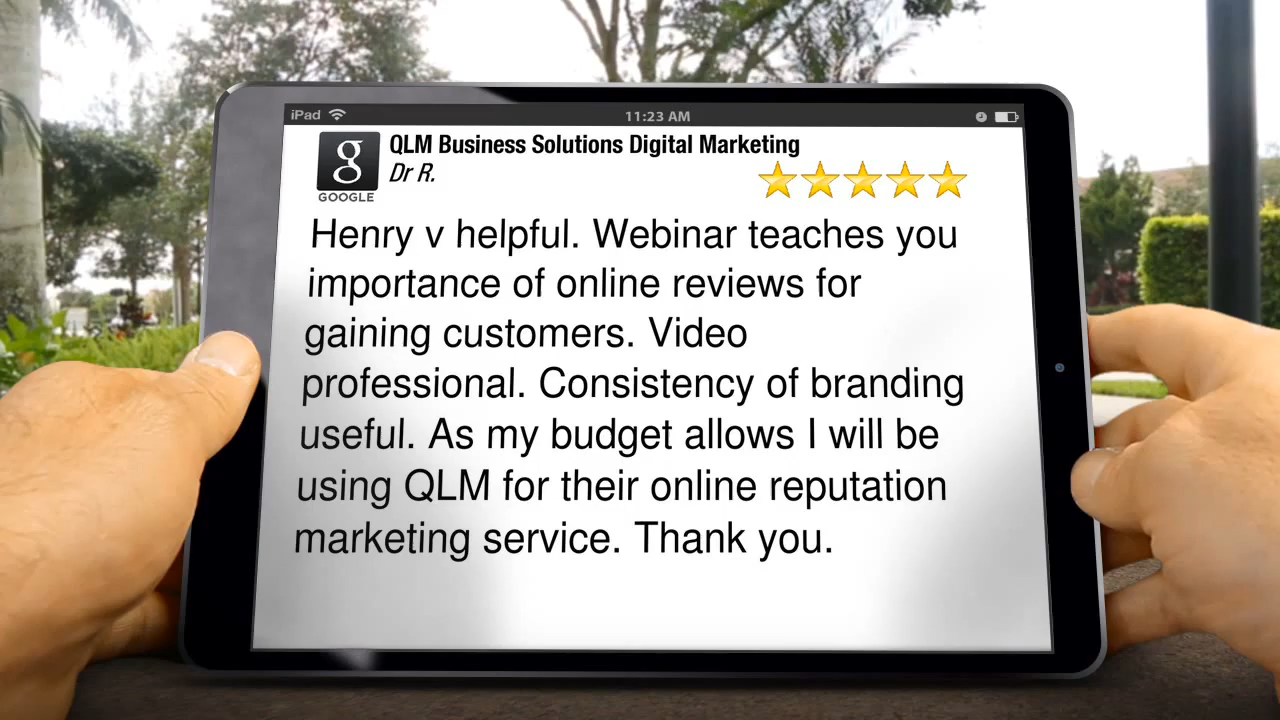 iPad 11:23 AM
g QLM Business Solutions Digital Marketing
Dr R.
GOOGLE
Henry v helpful. Webinar teaches you
importance of online reviews for
gaining customers. Video
professional. Consistency of branding
useful. As my budget allows I will be
using QLM for their online reputation
marketing service. Thank you.